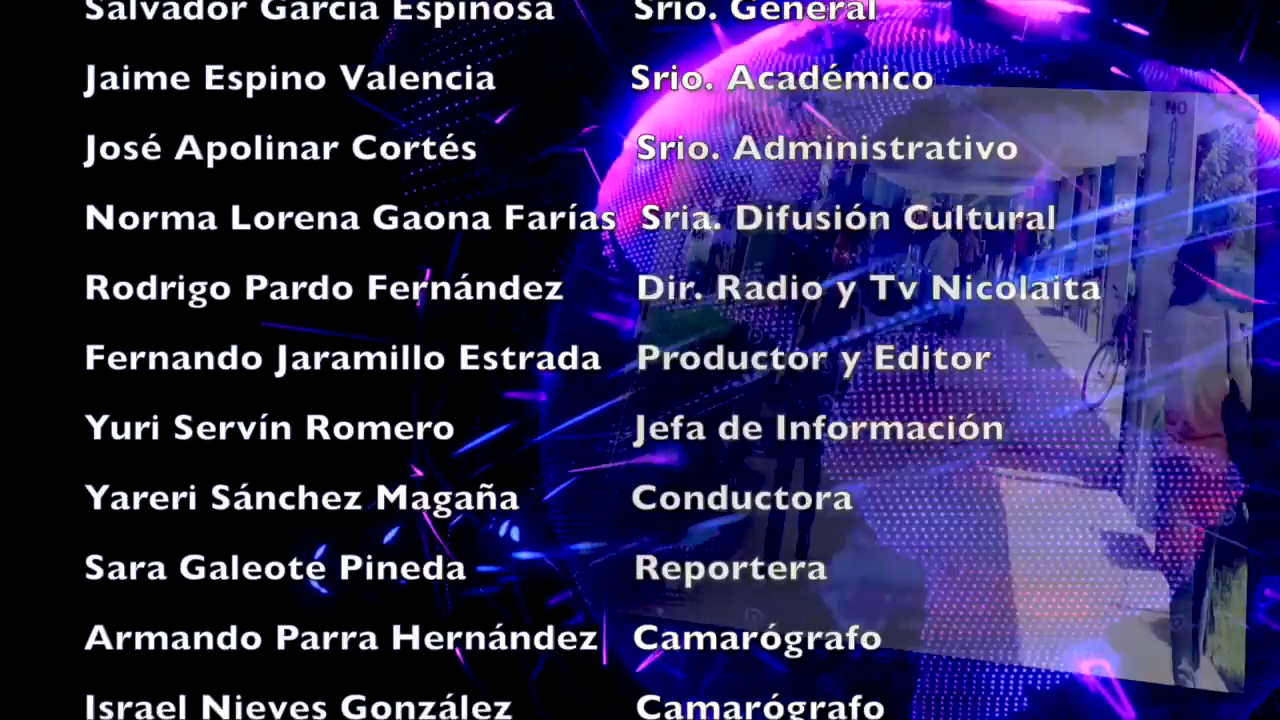 Salvador García Espinosa Srio. General
Jaime Espino Valencia Srio. Académico
José Apolinar Cortés Srio. Administrativo
Norma Lorena Gaona Farías Sria. Difusión Cultural
Rodrigo Pardo Fernández Dir. Radio y Tv Nicolaita
Fernando Jaramillo Estrada Productor y Editor
Yuri Servín Romero Jefa de Información
Yareri Sánchez Magaña Conductora
Sara Galeote Pineda Reportera
Armando Parra Hernández Camarógrafo
Israel Nieves González Camarógrafo
NO